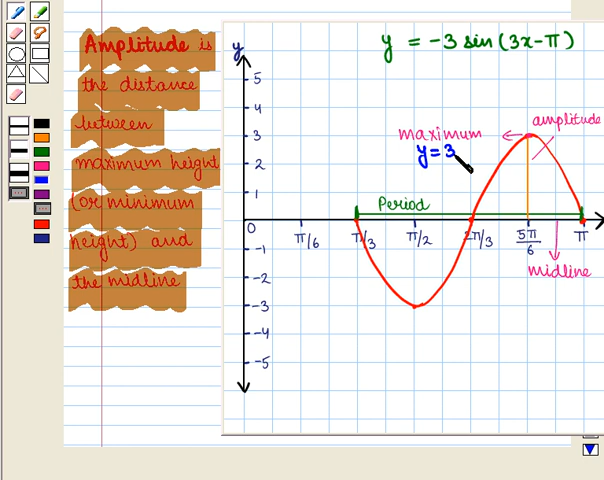 Amplitude is
the distance
between
maximum height
(or minimum
height) and
the midline
y = -3 sin(3x-π)
y
5
4
3
2
1
0
-1
-2
-3
-4
-5
maximum
y=3
amplitude
Period
π/6
π/3
π/2
2π/3
5π/6
π
midline